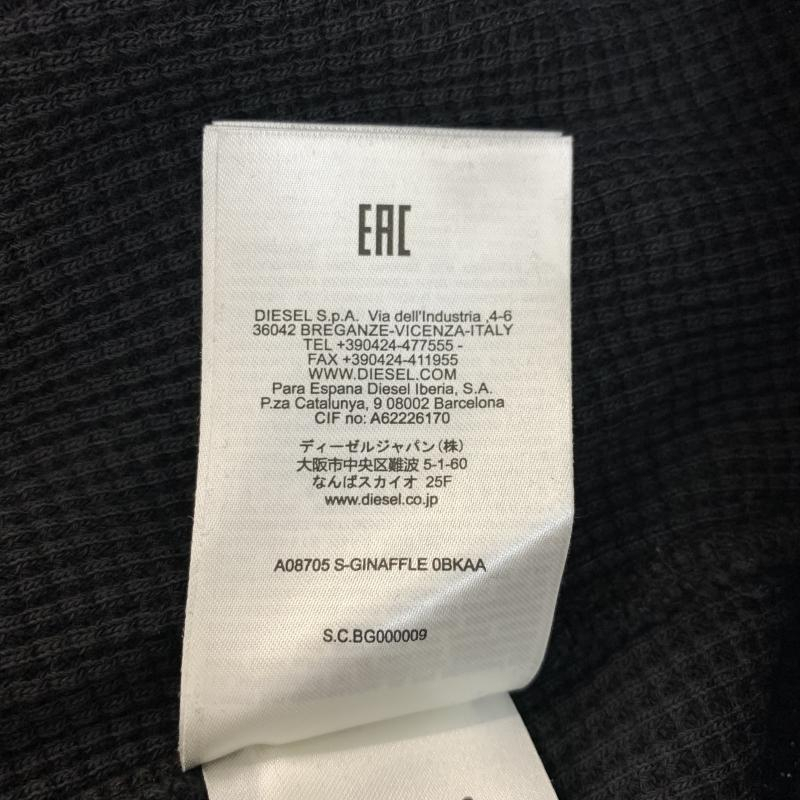 EAC
DIESEL S.p.A. Via dell'Industria ,4-6
36042 BREGANZE-VICENZA-ITALY
TEL +390424-477555 -
FAX +390424-411955
WWW.DIESEL.COM
Para Espana Diesel Iberia, S.A.
P.za Catalunya, 9 08002 Barcelona
CIF no: A62226170
ディーゼルジャパン(株)
大阪市中央区難波 5-1-60
なんばスカイオ 25F
www.diesel.co.jp
A08705 S-GINAFFLE 0BKAA
S.C.BG000009